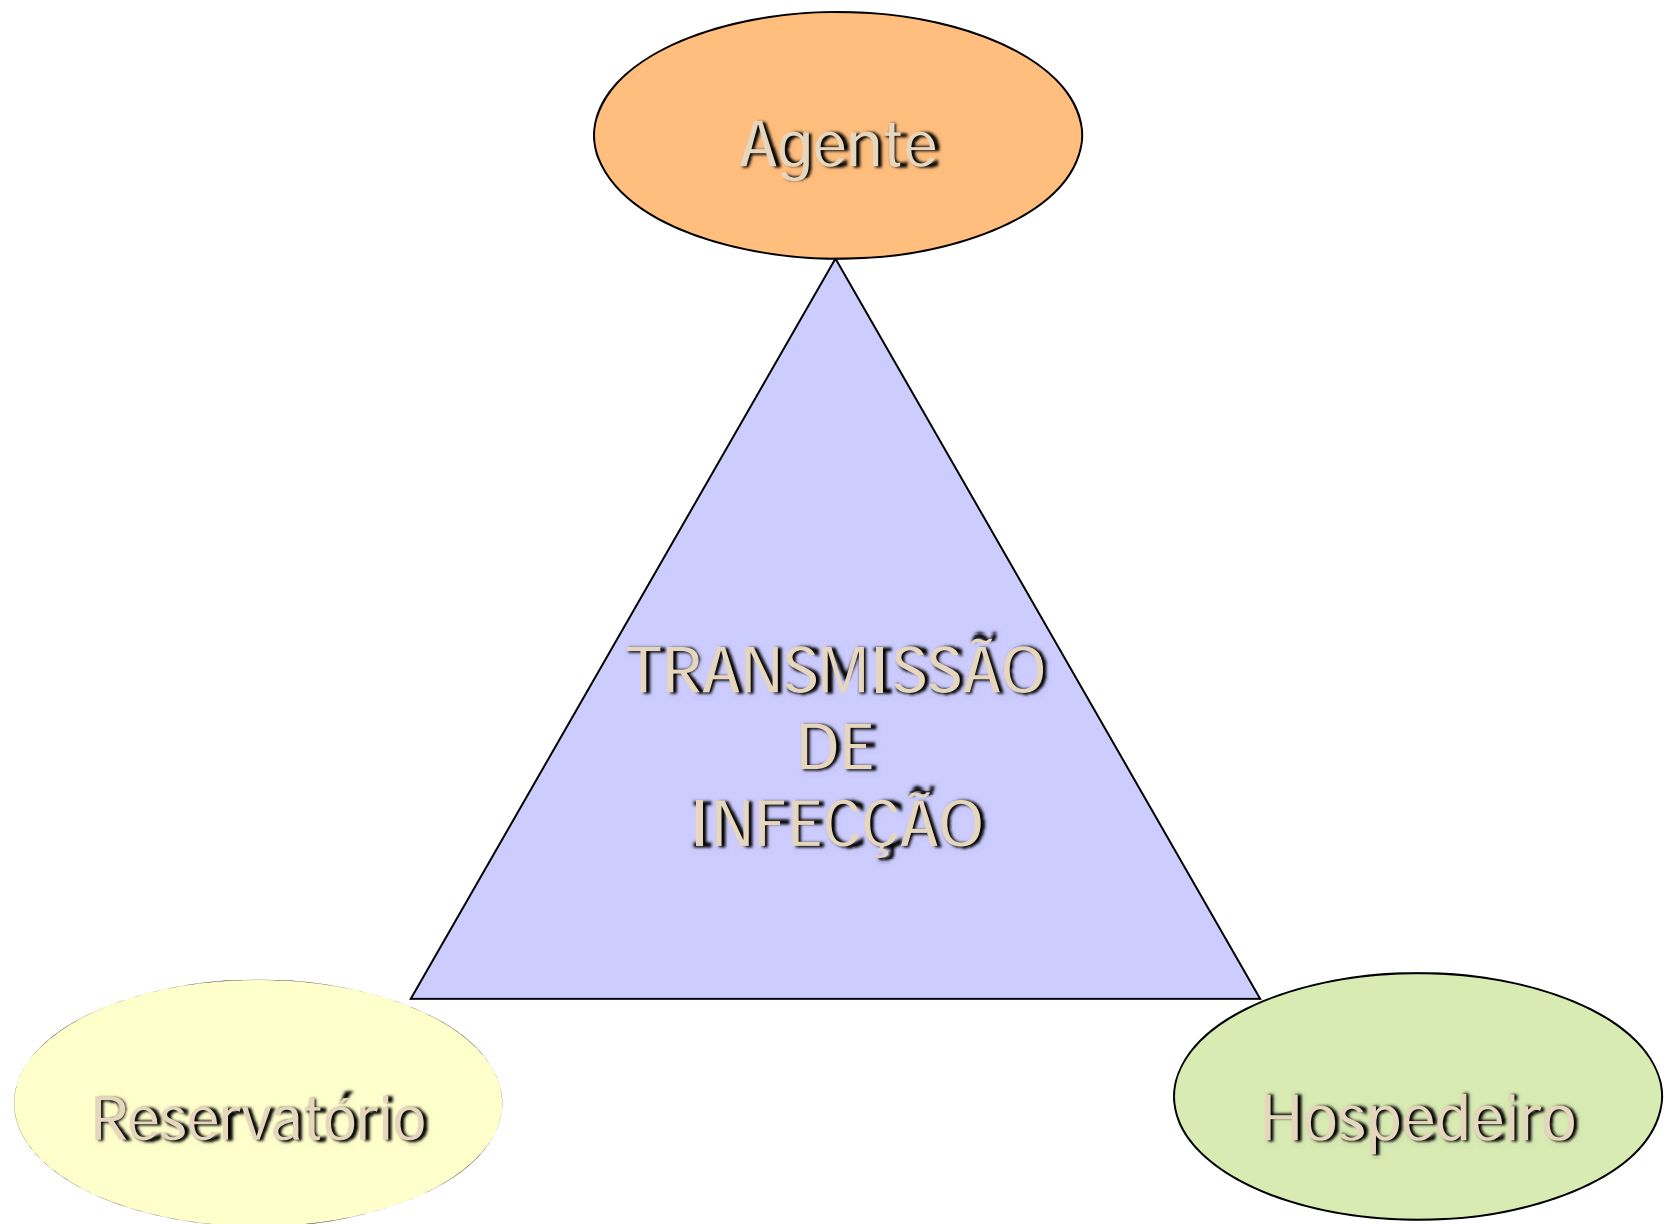 Agente
TRANSMISSÃO
DE
INFECÇÃO
Reservatório
Hospedeiro